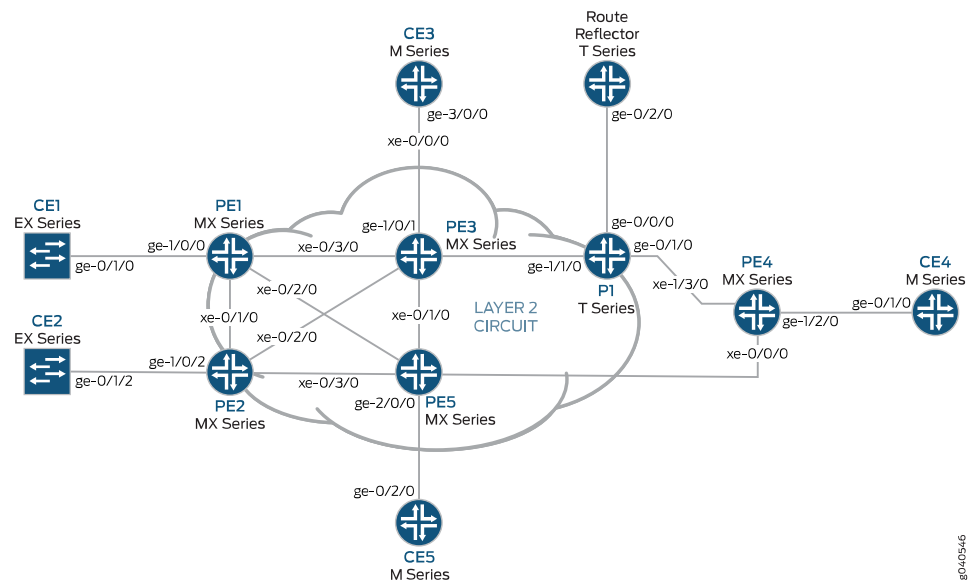 CE3
M Series
Route
Reflector
T Series
ge-3/0/0
ge-0/2/0
xe-0/0/0
CE1
EX Series
PE1
MX Series
ge-1/0/1
PE3
MX Series
ge-0/0/0
ge-1/0/0
xe-0/3/0
ge-0/1/0
ge-0/1/0
ge-1/1/0
P1
T Series
PE4
MX Series
CE4
M Series
xe-0/2/0
xe-1/3/0
CE2
EX Series
xe-0/1/0
xe-0/1/0
LAYER 2
CIRCUIT
ge-0/1/0
ge-1/2/0
xe-0/2/0
xe-0/0/0
ge-1/0/2
ge-0/1/2
xe-0/3/0
PE2
MX Series
ge-2/0/0
PE5
MX Series
ge-0/2/0
CE5
M Series
g040546